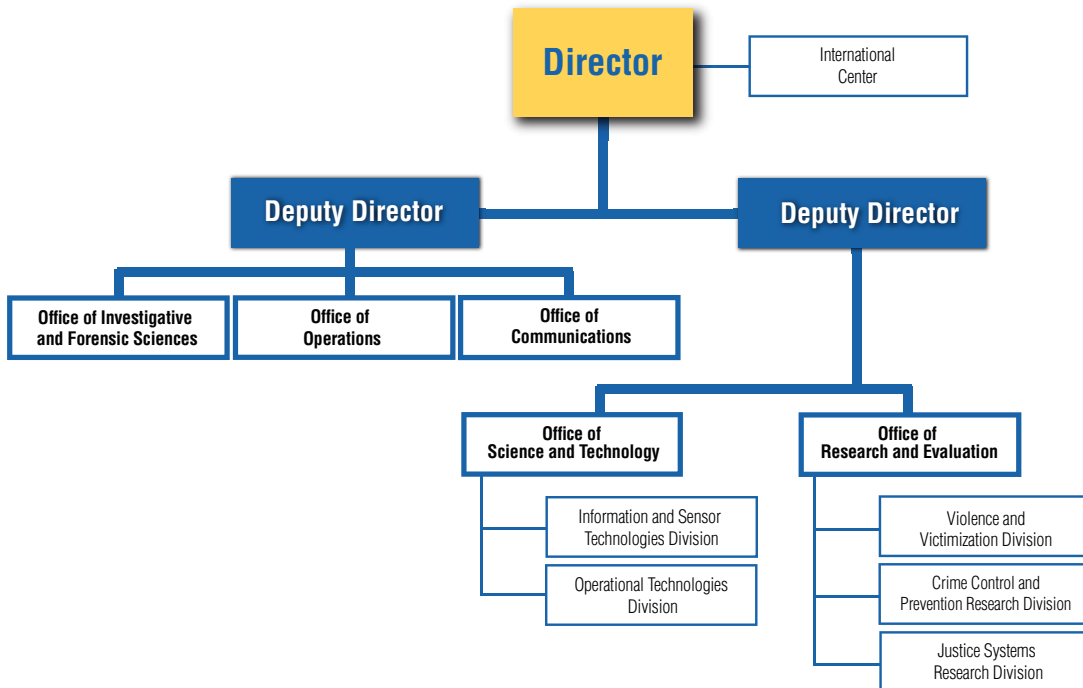 Director
International
Center
Deputy Director
Deputy Director
Office of Investigative
and Forensic Sciences
Office of
Operations
Office of
Communications
Office of
Science and Technology
Office of
Research and Evaluation
Information and Sensor
Technologies Division
Operational Technologies
Division
Violence and
Victimization Division
Crime Control and
Prevention Research Division
Justice Systems
Research Division